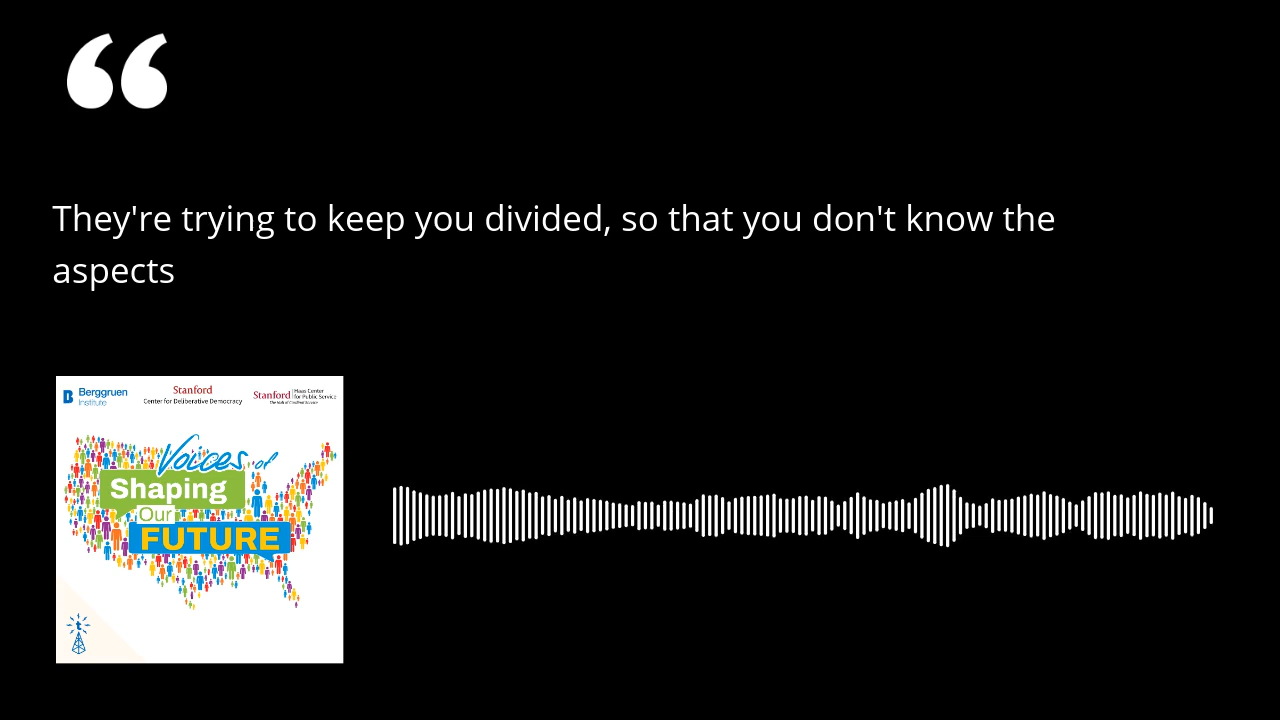 “
They're trying to keep you divided, so that you don't know the
aspects
Berggruen
Institute
Stanford
Center for Deliberative Democracy
Stanford
Haas Center
for Public Service
Voices of
Shaping
Our
FUTURE